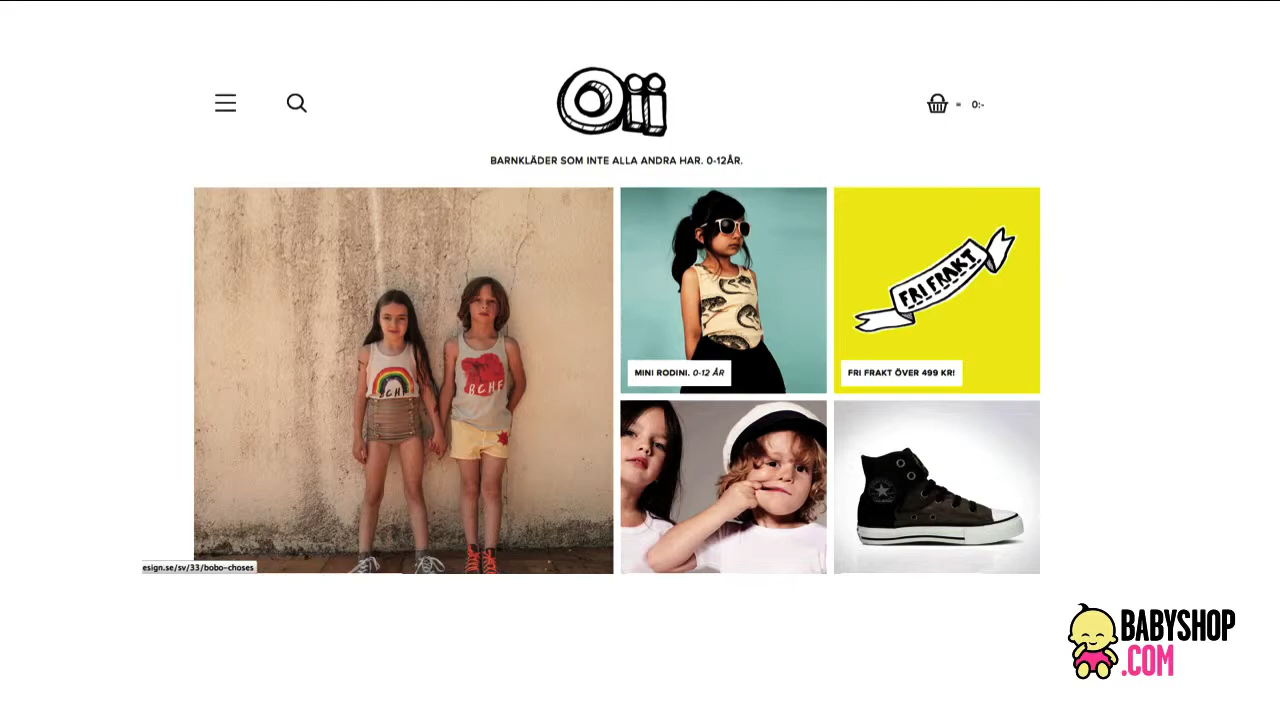 Oii
= 0:-
BARNKLÄDER SOM INTE ALLA ANDRA HAR. 0-12ÅR.
B.C.H.F.
FRI FRAKT.
MINI RODINI. 0-12 ÅR
FRI FRAKT ÖVER 499 KR!
esign.se/sv/33/bobo-choses
BABYSHOP
.COM